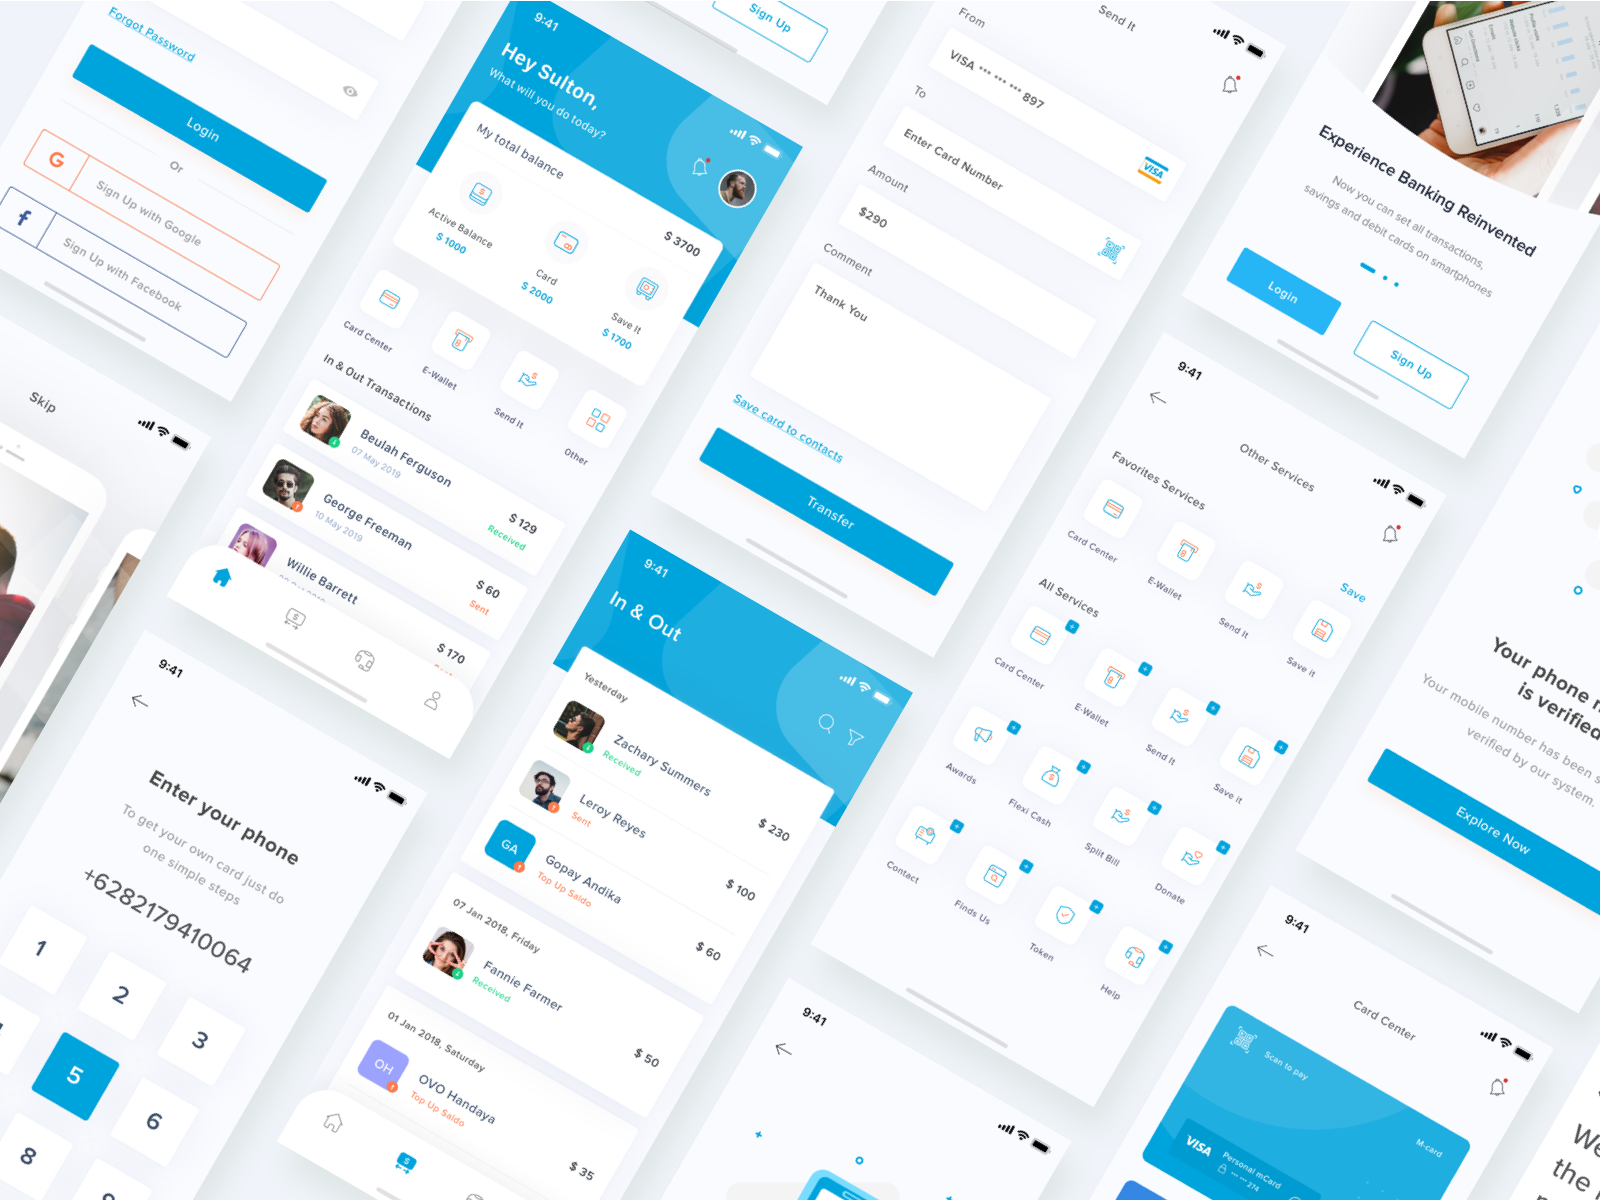 Forgot Password
Login
Or
G
Sign Up with Google
f
Sign Up with Facebook
Skip
9:41
Hey Sulton,
What will you do today?
My total balance
$ 3700
Active Balance
$ 1000
Card
$ 2000
Save It
$ 1700
Card Center
E-Wallet
Send It
Other
In & Out Transactions
Beulah Ferguson
07 May 2019
$ 129
Received
George Freeman
10 May 2019
$ 60
Sent
Willie Barrett
$ 170
Sign Up
From
Send It
VISA •••  •••  ••• 897
VISA
To
Enter Card Number
Amount
$290
Comment
Thank You
Save card to contacts
Transfer
Experience Banking Reinvented
Now you can set all transactions,
savings and debit cards on smartphones
Login
Sign Up
9:41
Enter your phone
To get your own card just do
one simple steps
+6282179410064
1
2
3
5
6
8
9:41
In & Out
Yesterday
Zachary Summers
Received
$ 230
Leroy Reyes
Sent
$ 100
GA
Gopay Andika
Top Up Saldo
$ 60
07 Jan 2018, Friday
Fannie Farmer
Received
$ 50
01 Jan 2018, Saturday
OH
OVO Handaya
Top Up Saldo
$ 35
9:41
Other Services
Favorites Services
Save
Card Center
E-Wallet
Send It
Save it
All Services
Card Center
E-Wallet
Send It
Save it
Awards
Flexi Cash
Split Bill
Donate
Contact
Finds Us
Token
Help
9:41
Your phone
is verified
Your mobile number has been
verified by our system.
Explore Now
9:41
Card Center
Scan to pay
M-card
VISA
Personal mCard
••• ••• 274
the